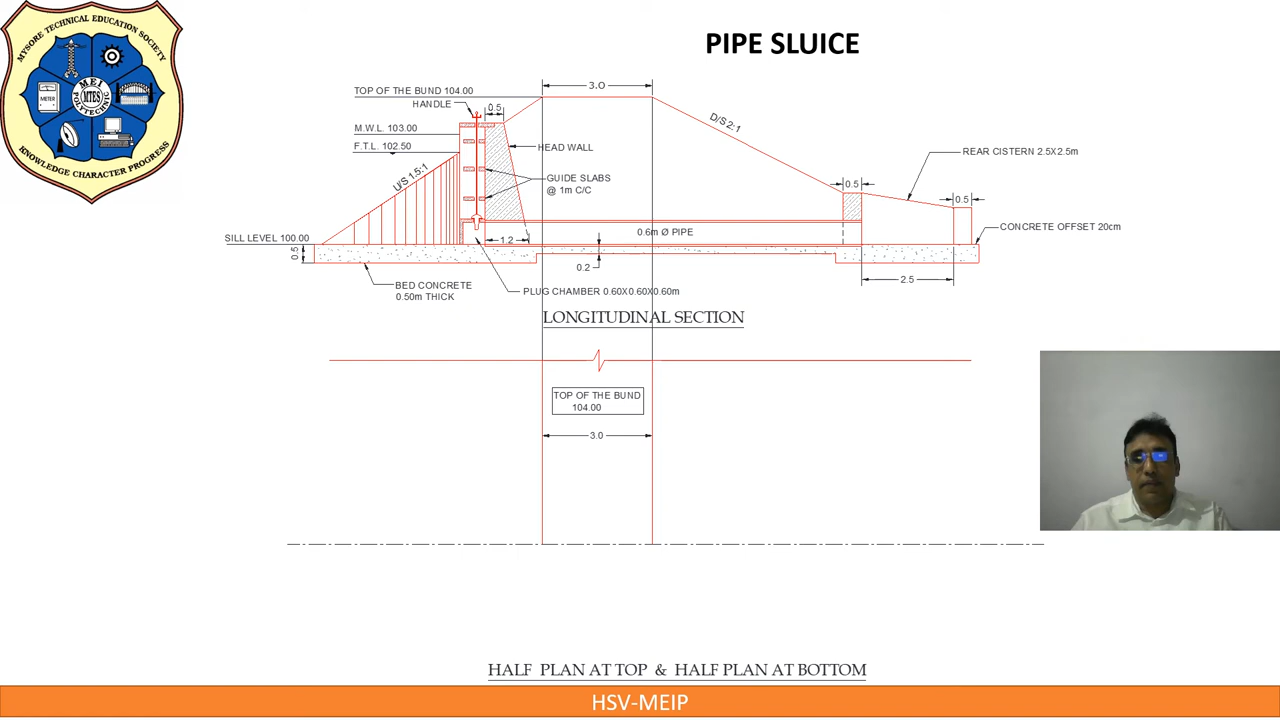 MYSORE TECHNICAL EDUCATION SOCIETY
MEI
POLYTECHNIC
MTES
METER
KNOWLEDGE CHARACTER PROGRESS
PIPE SLUICE
TOP OF THE BUND 104.00
3.0
HANDLE
0.5
M.W.L. 103.00
D/S 2:1
HEAD WALL
F.T.L. 102.50
REAR CISTERN 2.5X2.5m
U/S 1.5:1
GUIDE SLABS
@ 1m C/C
0.5
0.5
CONCRETE OFFSET 20cm
0.6m Ø PIPE
SILL LEVEL 100.00
1.2
0.5
0.2
2.5
BED CONCRETE
0.50m THICK
PLUG CHAMBER 0.60X0.60X0.60m
LONGITUDINAL SECTION
TOP OF THE BUND
104.00
3.0
HALF PLAN AT TOP & HALF PLAN AT BOTTOM
HSV-MEIP